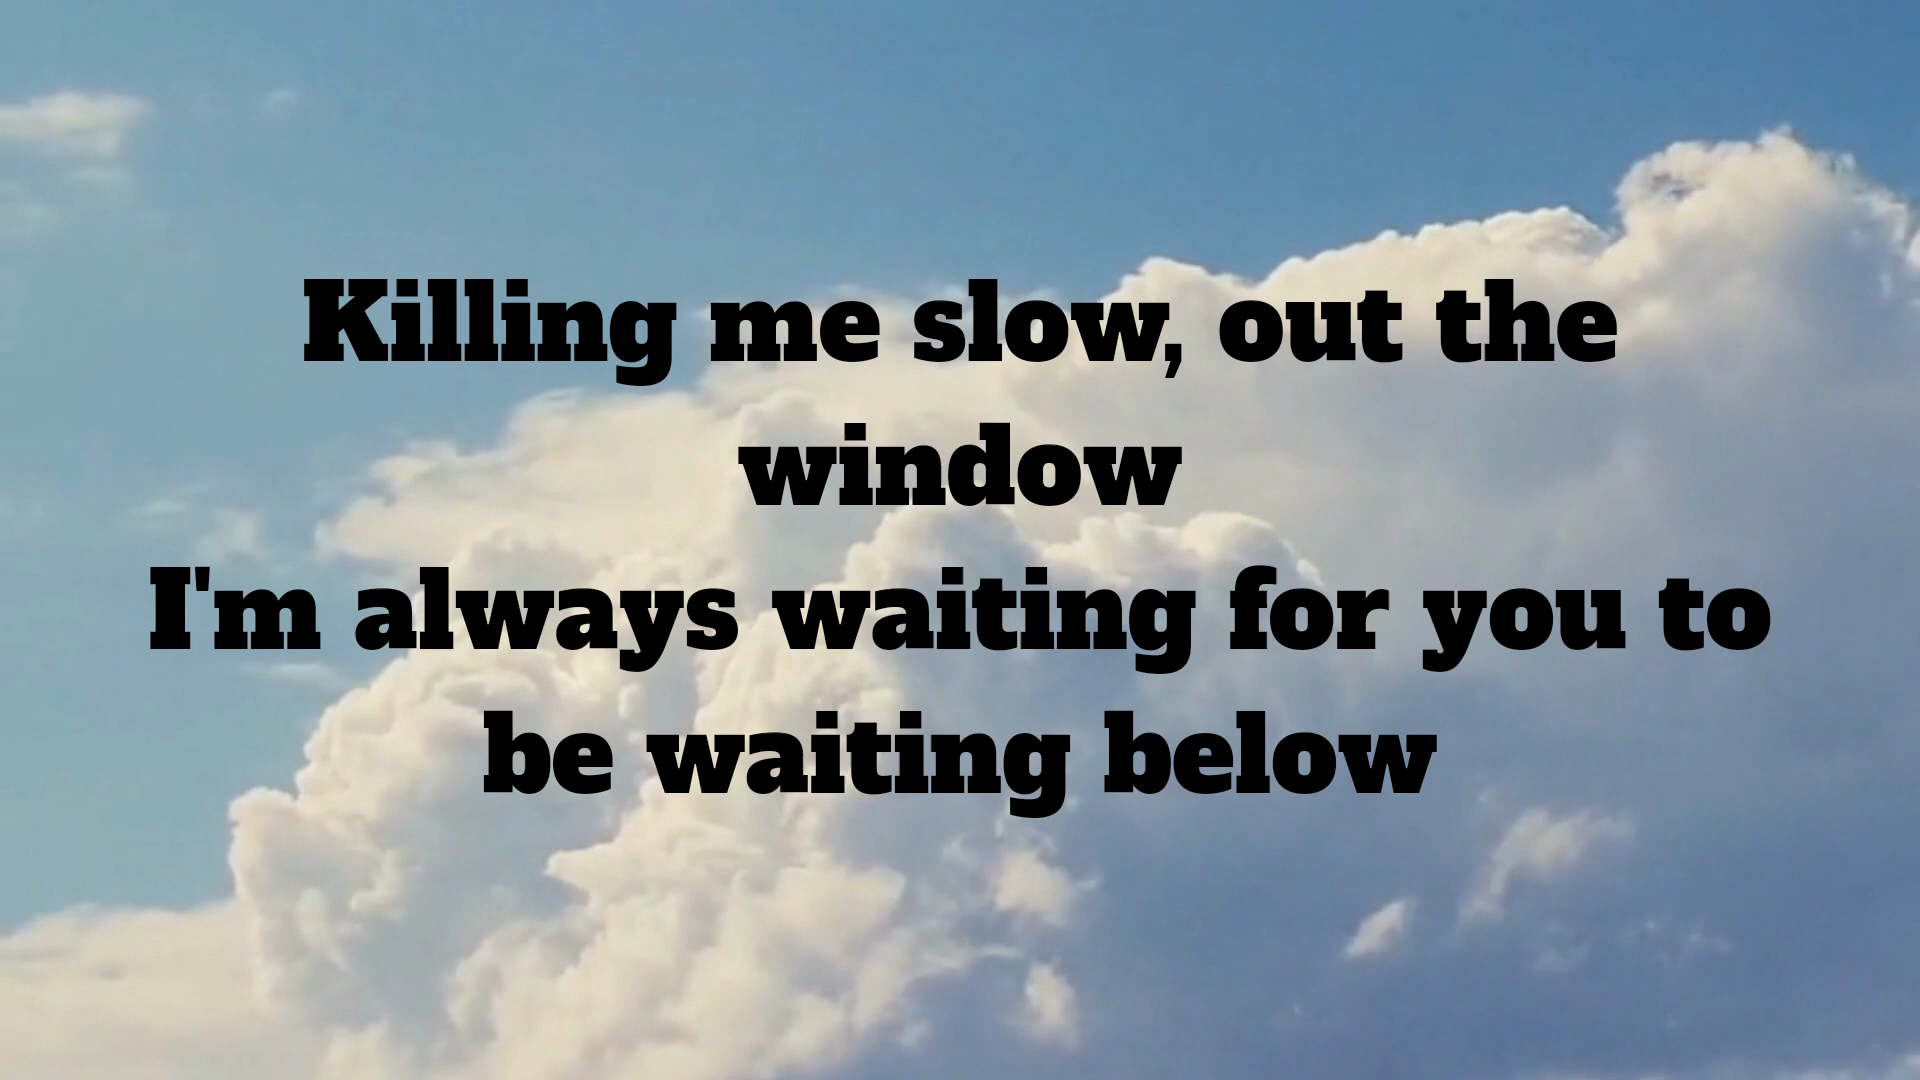 Killing me slow, out the
window
I'm always waiting for you to
be waiting below